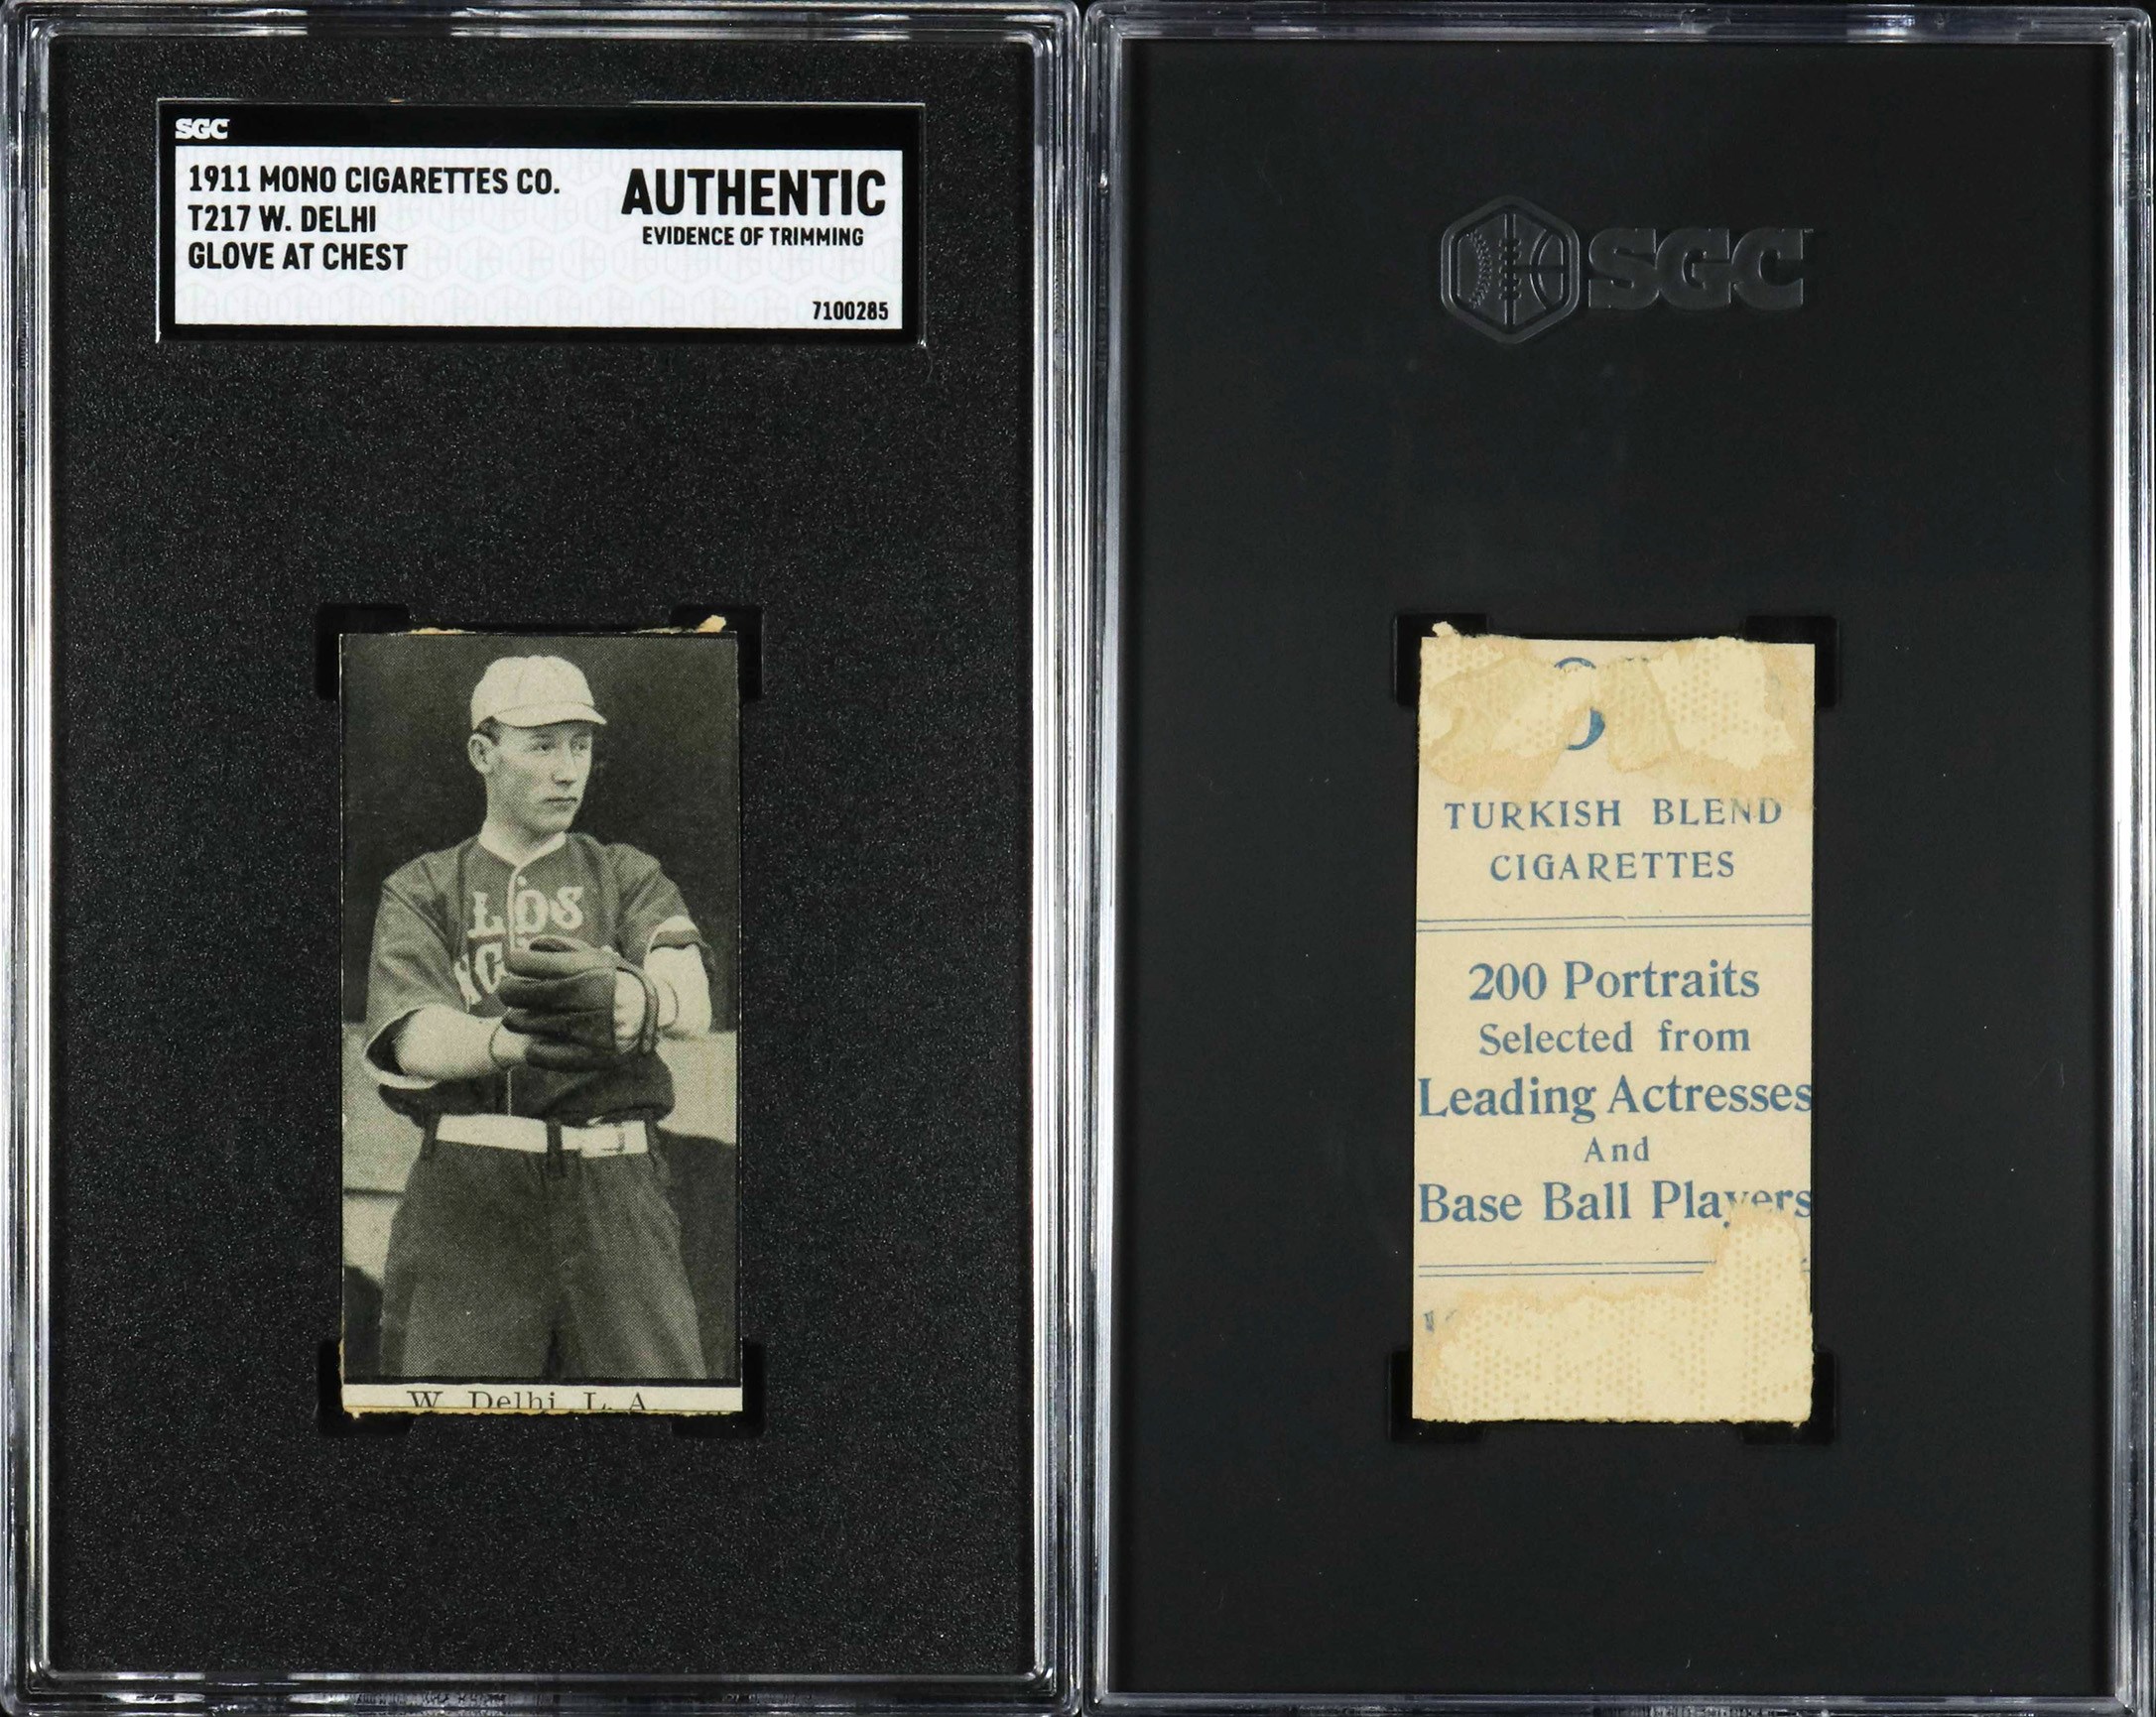 SGC
1911 MONO CIGARETTES CO.
T217 W. DELHI
GLOVE AT CHEST
AUTHENTIC
EVIDENCE OF TRIMMING
7100285
LOS
W. Delhi, L. A.
SGC
TURKISH BLEND
CIGARETTES
200 Portraits
Selected from
Leading Actresses
And
Base Ball Players